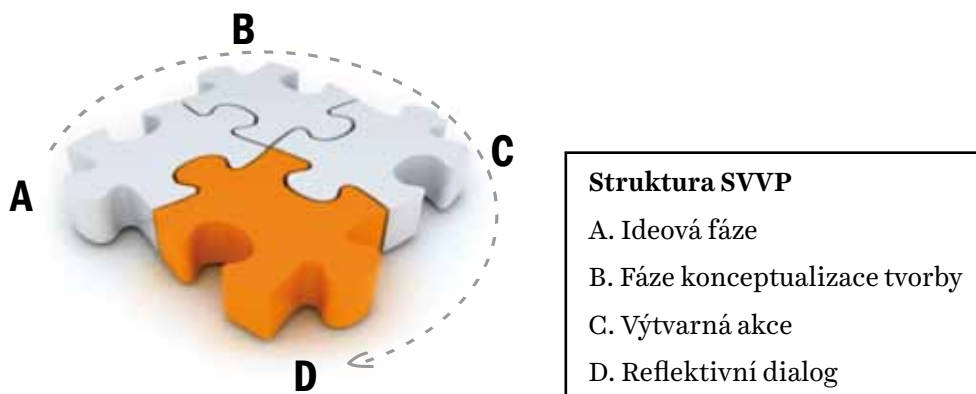 B
C
A
D
Struktura SVVP
A. Ideová fáze
B. Fáze konceptualizace tvorby
C. Výtvarná akce
D. Reflektivní dialog